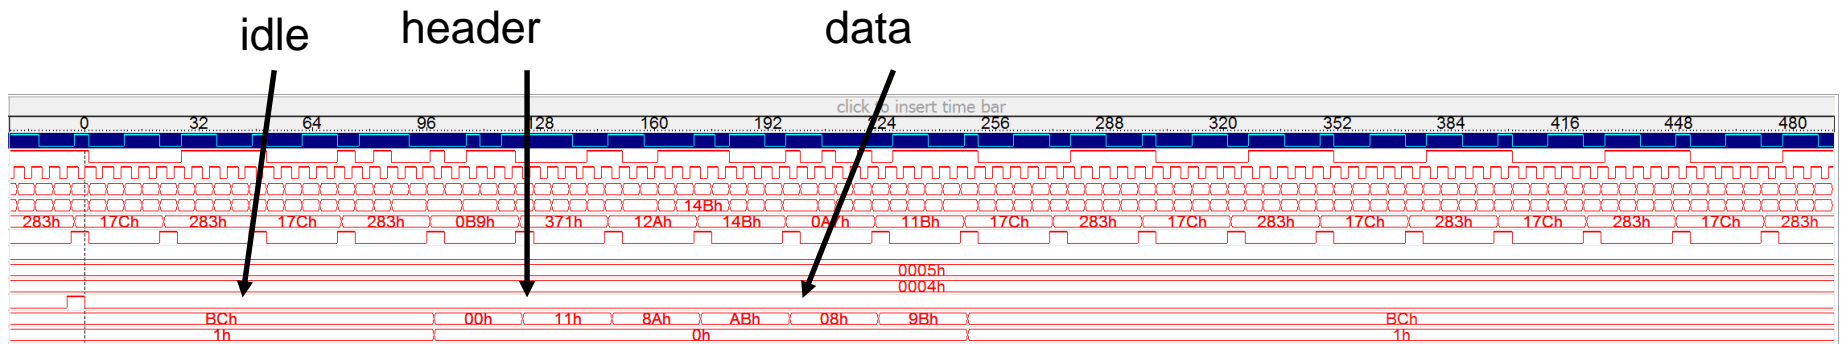 idle header data
click to insert time bar
0 32 64 96 128 160 192 224 256 288 320 352 384 416 448 480
14Bh
283h 17Ch 283h 17Ch 283h 0B9h 371h 12Ah 14Bh 11Bh 17Ch 283h 17Ch 283h 17Ch 283h 17Ch 283h 17Ch 283h
0005h
0004h
BCh 00h 11h 8Ah ABh 08h 9Bh BCh
1h 0h 1h